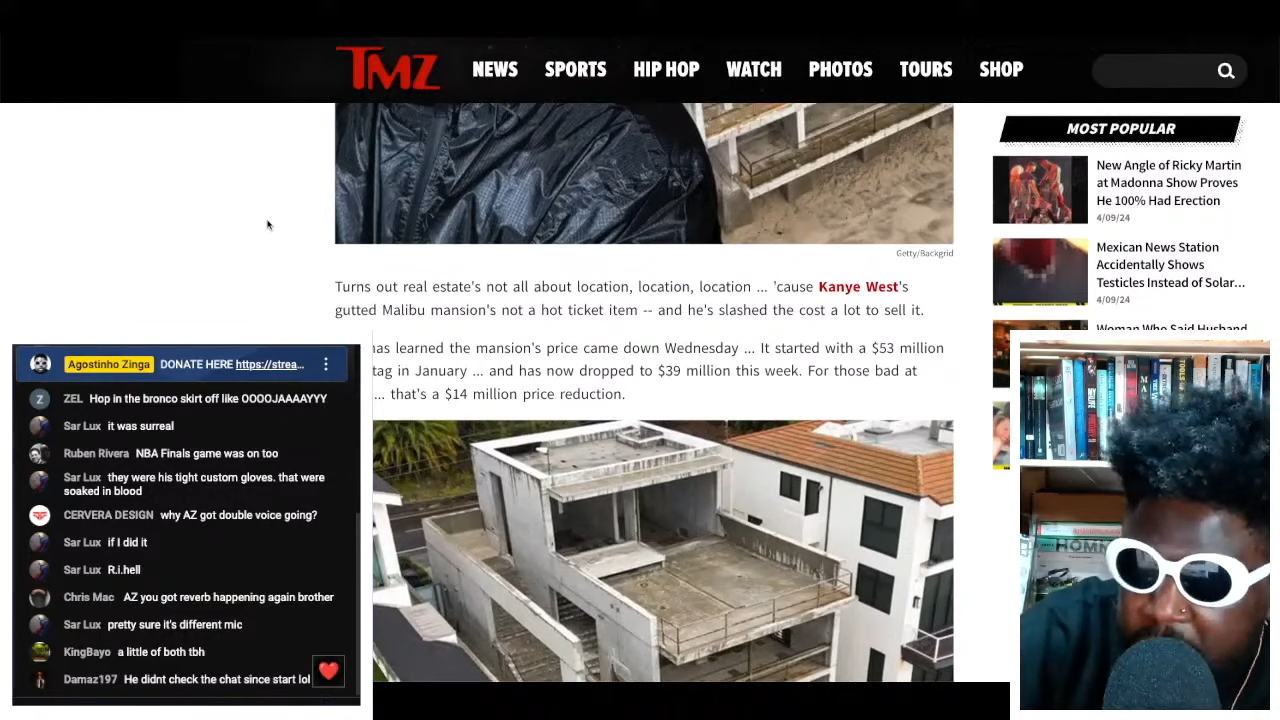 TMZ
NEWS
SPORTS
HIP HOP
WATCH
PHOTOS
TOURS
SHOP
Getty/Backgrid
Turns out real estate's not all about location, location, location ... 'cause Kanye West's
gutted Malibu mansion's not a hot ticket item -- and he's slashed the cost a lot to sell it.
has learned the mansion's price came down Wednesday ... It started with a $53 million
tag in January ... and has now dropped to $39 million this week. For those bad at
... that's a $14 million price reduction.
MOST POPULAR
New Angle of Ricky Martin
at Madonna Show Proves
He 100% Had Erection
4/09/24
Mexican News Station
Accidentally Shows
Testicles Instead of Solar...
4/09/24
Woman Who Said Husband
Agostinho Zinga DONATE HERE https://strea...
ZEL Hop in the bronco skirt off like OOOOJAAAAYYY
Sar Lux it was surreal
Ruben Rivera NBA Finals game was on too
Sar Lux they were his tight custom gloves. that were
soaked in blood
CERVERA DESIGN why AZ got double voice going?
Sar Lux if I did it
Sar Lux R.i.hell
Chris Mac AZ you got reverb happening again brother
Sar Lux pretty sure it's different mic
KingBayo a little of both tbh
Damaz197 He didnt check the chat since start lol